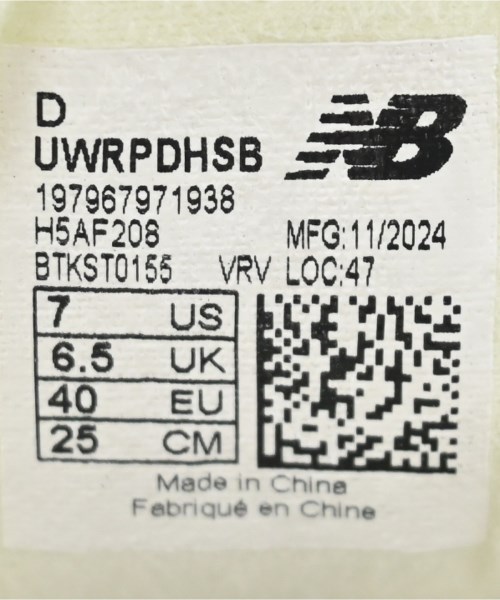 D
UWRPDHSB
NB
197967971938
H5AF208 MFG:11/2024
BTKST0155 VRV LOC:47
7 US
6.5 UK
40 EU
25 CM
Made in China
Fabriqué en Chine